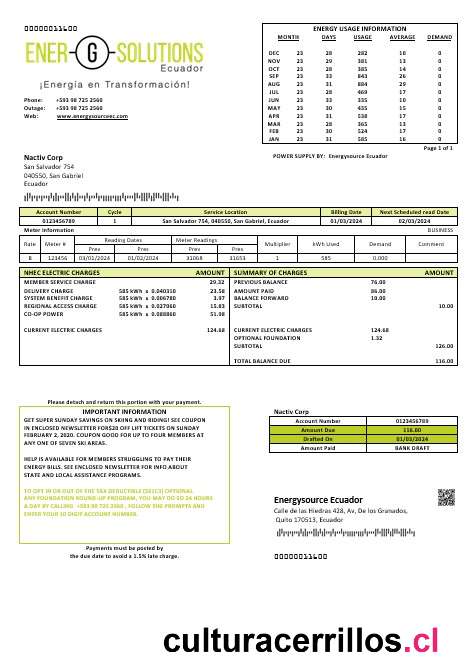 00000011600
ENER G SOLUTIONS
Ecuador
¡Energía en Transformación!
Phone: +593 98 725 2560
Outage: +593 98 725 2560
Web: www.energysourceec.com
ENERGY USAGE INFORMATION
MONTH DAYS USAGE AVERAGE DEMAND
DEC 23 28 282 10 0
NOV 23 29 381 13 0
OCT 23 28 385 14 0
SEP 23 33 843 26 0
AUG 23 31 884 29 0
JUL 23 28 469 17 0
JUN 23 33 335 10 0
MAY 23 30 435 15 0
APR 23 31 538 17 0
MAR 23 28 365 13 0
FEB 23 30 524 17 0
JAN 23 31 585 16 0
Page 1 of 1
POWER SUPPLY BY: Energysource Ecuador
Nactiv Corp
San Salvador 754
040550, San Gabriel
Ecuador
Account Number Cycle Service Location Billing Date Next Scheduled read Date
0123456789 1 San Salvador 754, 040550, San Gabriel, Ecuador 01/03/2024 02/03/2024
Meter Information BUSINESS
Rate Meter # Reading Dates Meter Readings Multiplier kWh Used Demand Comment
Prev Pres Prev Pres
B 123456 03/01/2024 01/02/2024 31068 31653 1 585 0.000
NHEC ELECTRIC CHARGES AMOUNT
MEMBER SERVICE CHARGE 29.32
DELIVERY CHARGE 585 kWh x 0.040310 23.58
SYSTEM BENEFIT CHARGE 585 kWh x 0.006780 3.97
REGIONAL ACCESS CHARGE 585 kWh x 0.027060 15.83
CO-OP POWER 585 kWh x 0.088860 51.98
CURRENT ELECTRIC CHARGES 124.68
SUMMARY OF CHARGES AMOUNT
PREVIOUS BALANCE 76.00
AMOUNT PAID 86.00
BALANCE FORWARD 10.00
SUBTOTAL 10.00
CURRENT ELECTRIC CHARGES 124.68
OPTIONAL FOUNDATION 1.32
SUBTOTAL 126.00
TOTAL BALANCE DUE 116.00
Please detach and return this portion with your payment.
IMPORTANT INFORMATION
GET SUPER SUNDAY SAVINGS ON SKIING AND RIDING! SEE COUPON
IN ENCLOSED NEWSLETTER FOR$20 OFF LIFT TICKETS ON SUNDAY
FEBRUARY 2, 2020. COUPON GOOD FOR UP TO FOUR MEMBERS AT
ANY ONE OF SEVEN SKI AREAS.
HELP IS AVAILABLE FOR MEMBERS STRUGGLING TO PAY THEIR
ENERGY BILLS. SEE ENCLOSED NEWSLETTER FOR INFO ABOUT
STATE AND LOCAL ASSISTANCE PROGRAMS.
TO OPT IN OR OUT OF THE TAX DEDUCTIBLE (501C3) OPTIONAL
ANY FOUNDATION ROUND-UP PROGRAM, YOU MAY DO SO 24 HOURS
A DAY BY CALLING +593 98 725 2560 , FOLLOW THE PROMPTS AND
ENTER YOUR 10 DIGIT ACCOUNT NUMBER.
Payments must be posted by
the due date to avoid a 1.5% late charge.
Nactiv Corp
Account Number 0123456789
Amount Due 116.00
Drafted On 01/03/2024
Amount Paid BANK DRAFT
Energysource Ecuador
Calle de las Hiedras 428, Av, De los Granados,
Quito 170513, Ecuador
00000011600
culturacerrillos.cl